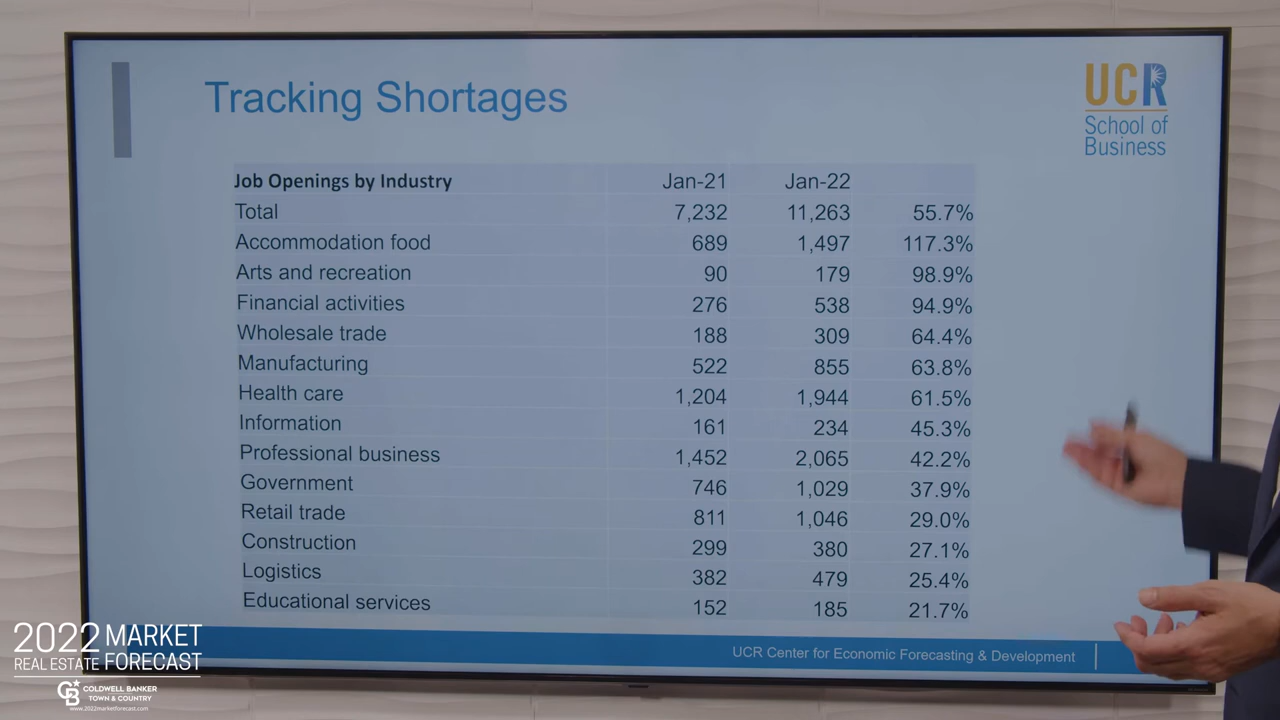 Tracking Shortages
UCR
School of
Business
Job Openings by Industry Jan-21 Jan-22
Total 7,232 11,263 55.7%
Accommodation food 689 1,497 117.3%
Arts and recreation 90 179 98.9%
Financial activities 276 538 94.9%
Wholesale trade 188 309 64.4%
Manufacturing 522 855 63.8%
Health care 1,204 1,944 61.5%
Information 161 234 45.3%
Professional business 1,452 2,065 42.2%
Government 746 1,029 37.9%
Retail trade 811 1,046 29.0%
Construction 299 380 27.1%
Logistics 382 479 25.4%
Educational services 152 185 21.7%
UCR Center for Economic Forecasting & Development
2022 MARKET
REAL ESTATE FORECAST
CB
COLDWELL BANKER
TOWN & COUNTRY
www.2022marketforecast.com